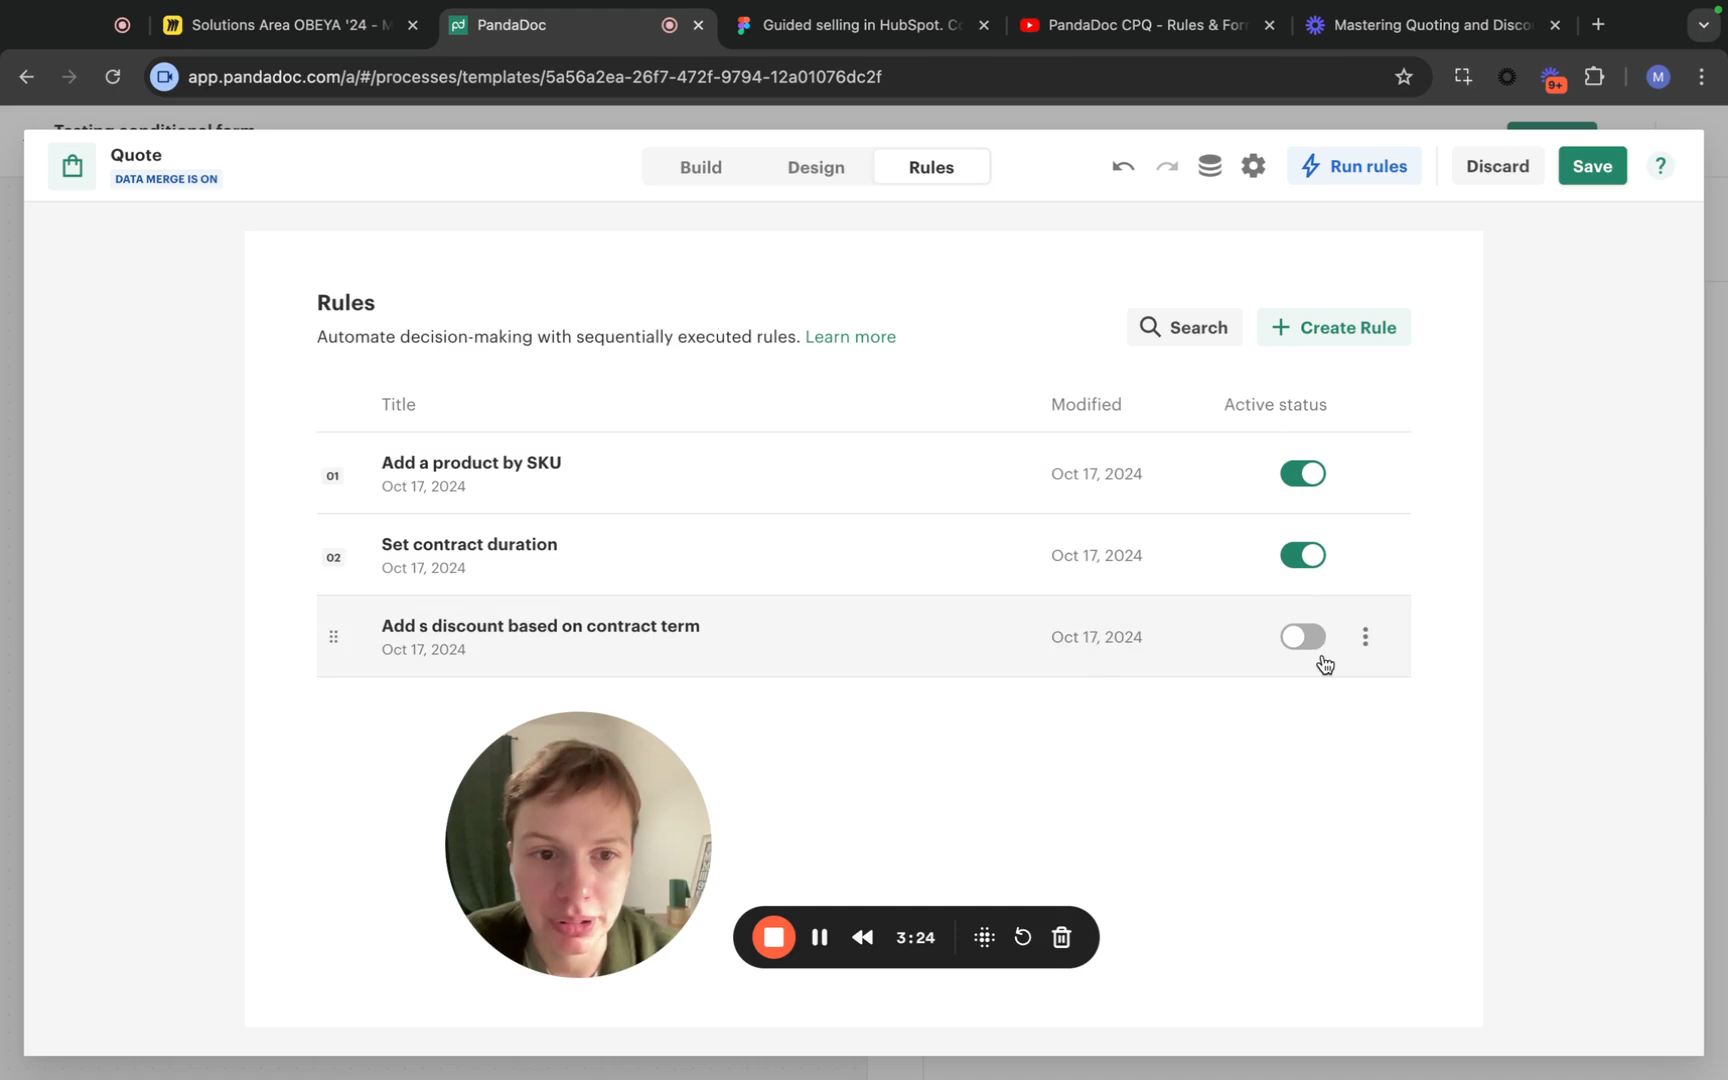 Solutions Area OBEYA '24 - M
PandaDoc
Guided selling in HubSpot. Co
PandaDoc CPQ - Rules & For
Mastering Quoting and Disco
app.pandadoc.com/a/#/processes/templates/5a56a2ea-26f7-472f-9794-12a01076dc2f
9+
M
Quote
DATA MERGE IS ON
Build
Design
Rules
Run rules
Discard
Save
?
Rules
Automate decision-making with sequentially executed rules. Learn more
Search
Create Rule
Title
Modified
Active status
01
Add a product by SKU
Oct 17, 2024
Oct 17, 2024
02
Set contract duration
Oct 17, 2024
Oct 17, 2024
Add s discount based on contract term
Oct 17, 2024
Oct 17, 2024
3:24